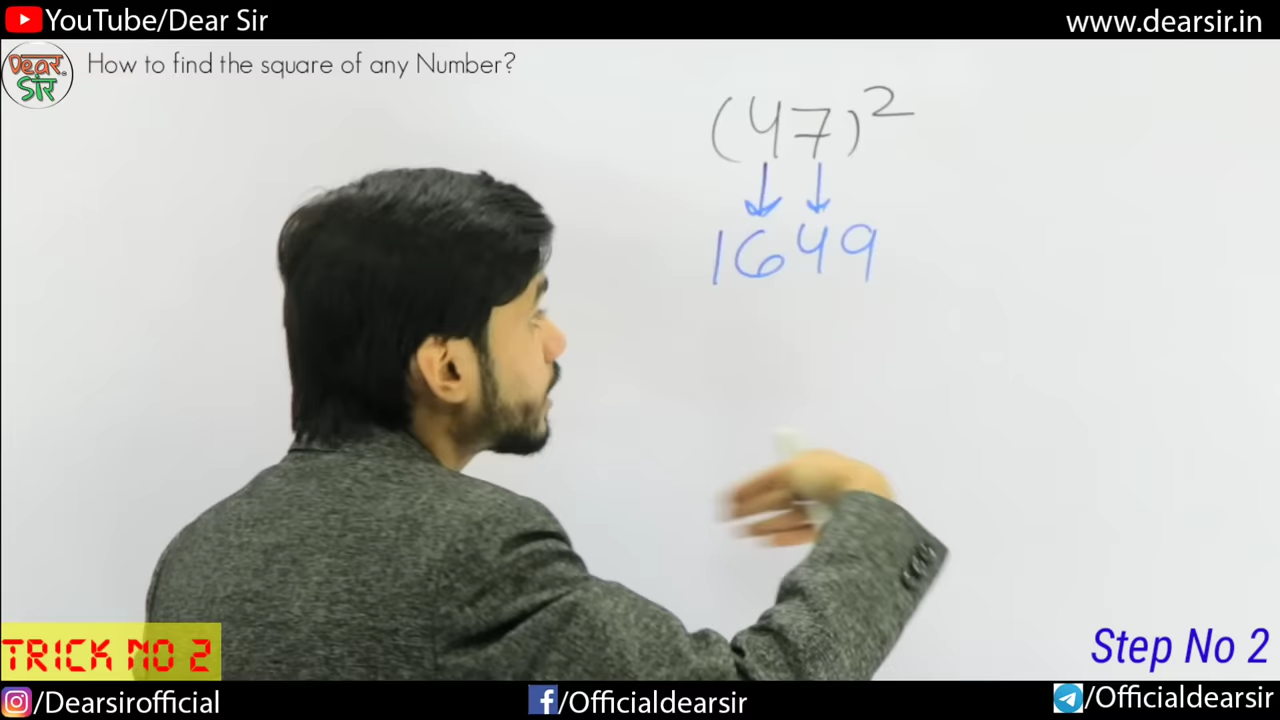 YouTube/Dear Sir
www.dearsir.in
Dear
Sir
How to find the square of any Number?
(47)²
1649
TRICK NO 2
Step No 2
/Dearsirofficial
/Officialdearsir
/Officialdearsir